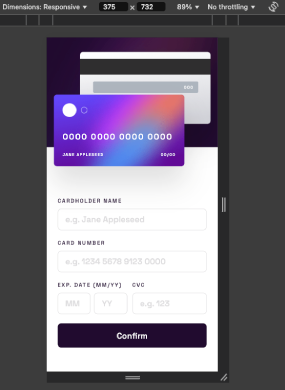 Dimensions: Responsive 375 x 732 89% No throttling
000
0000 0000 0000 0000
JANE APPLESEED 00/00
CARDHOLDER NAME
e.g. Jane Appleseed
CARD NUMBER
e.g. 1234 5678 9123 0000
EXP. DATE (MM/YY) CVC
MM YY e.g. 123
Confirm